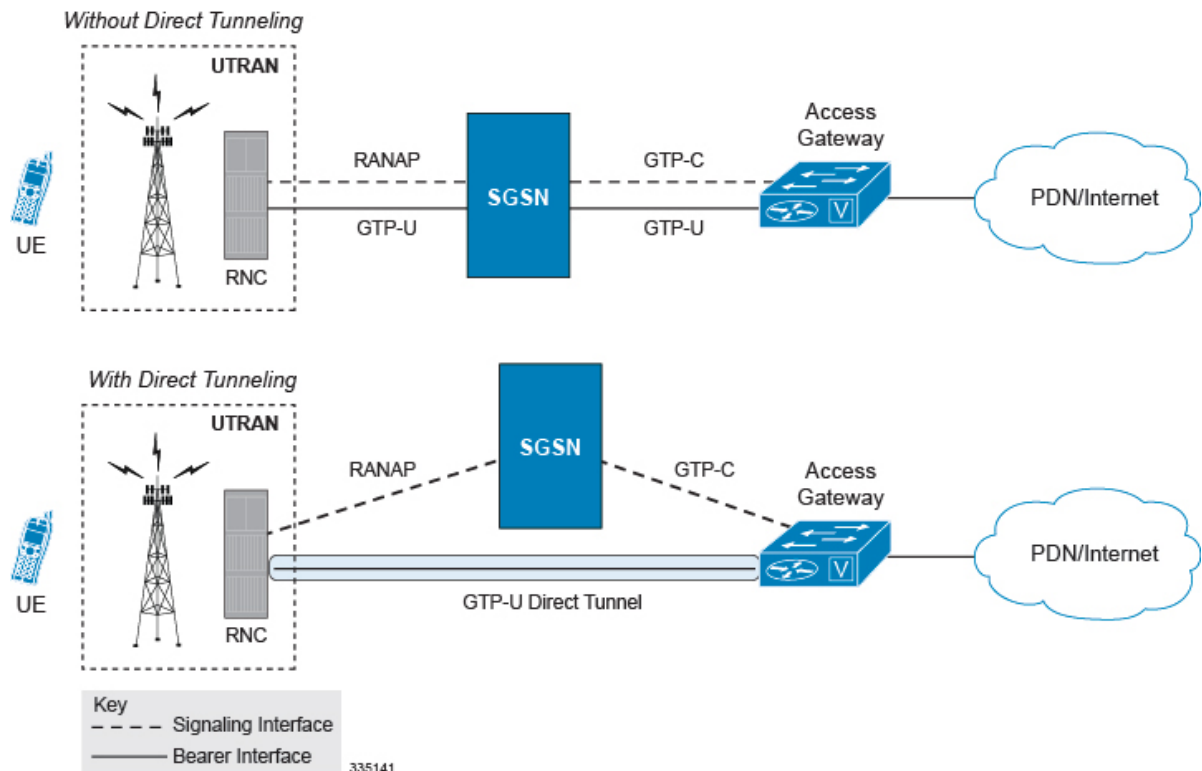 Without Direct Tunneling
UTRAN
UE
RNC
RANAP
GTP-U
SGSN
GTP-C
GTP-U
Access
Gateway
V
PDN/Internet
With Direct Tunneling
UTRAN
UE
RNC
RANAP
SGSN
GTP-C
GTP-U Direct Tunnel
Access
Gateway
V
PDN/Internet
Key
Signaling Interface
Bearer Interface
335141